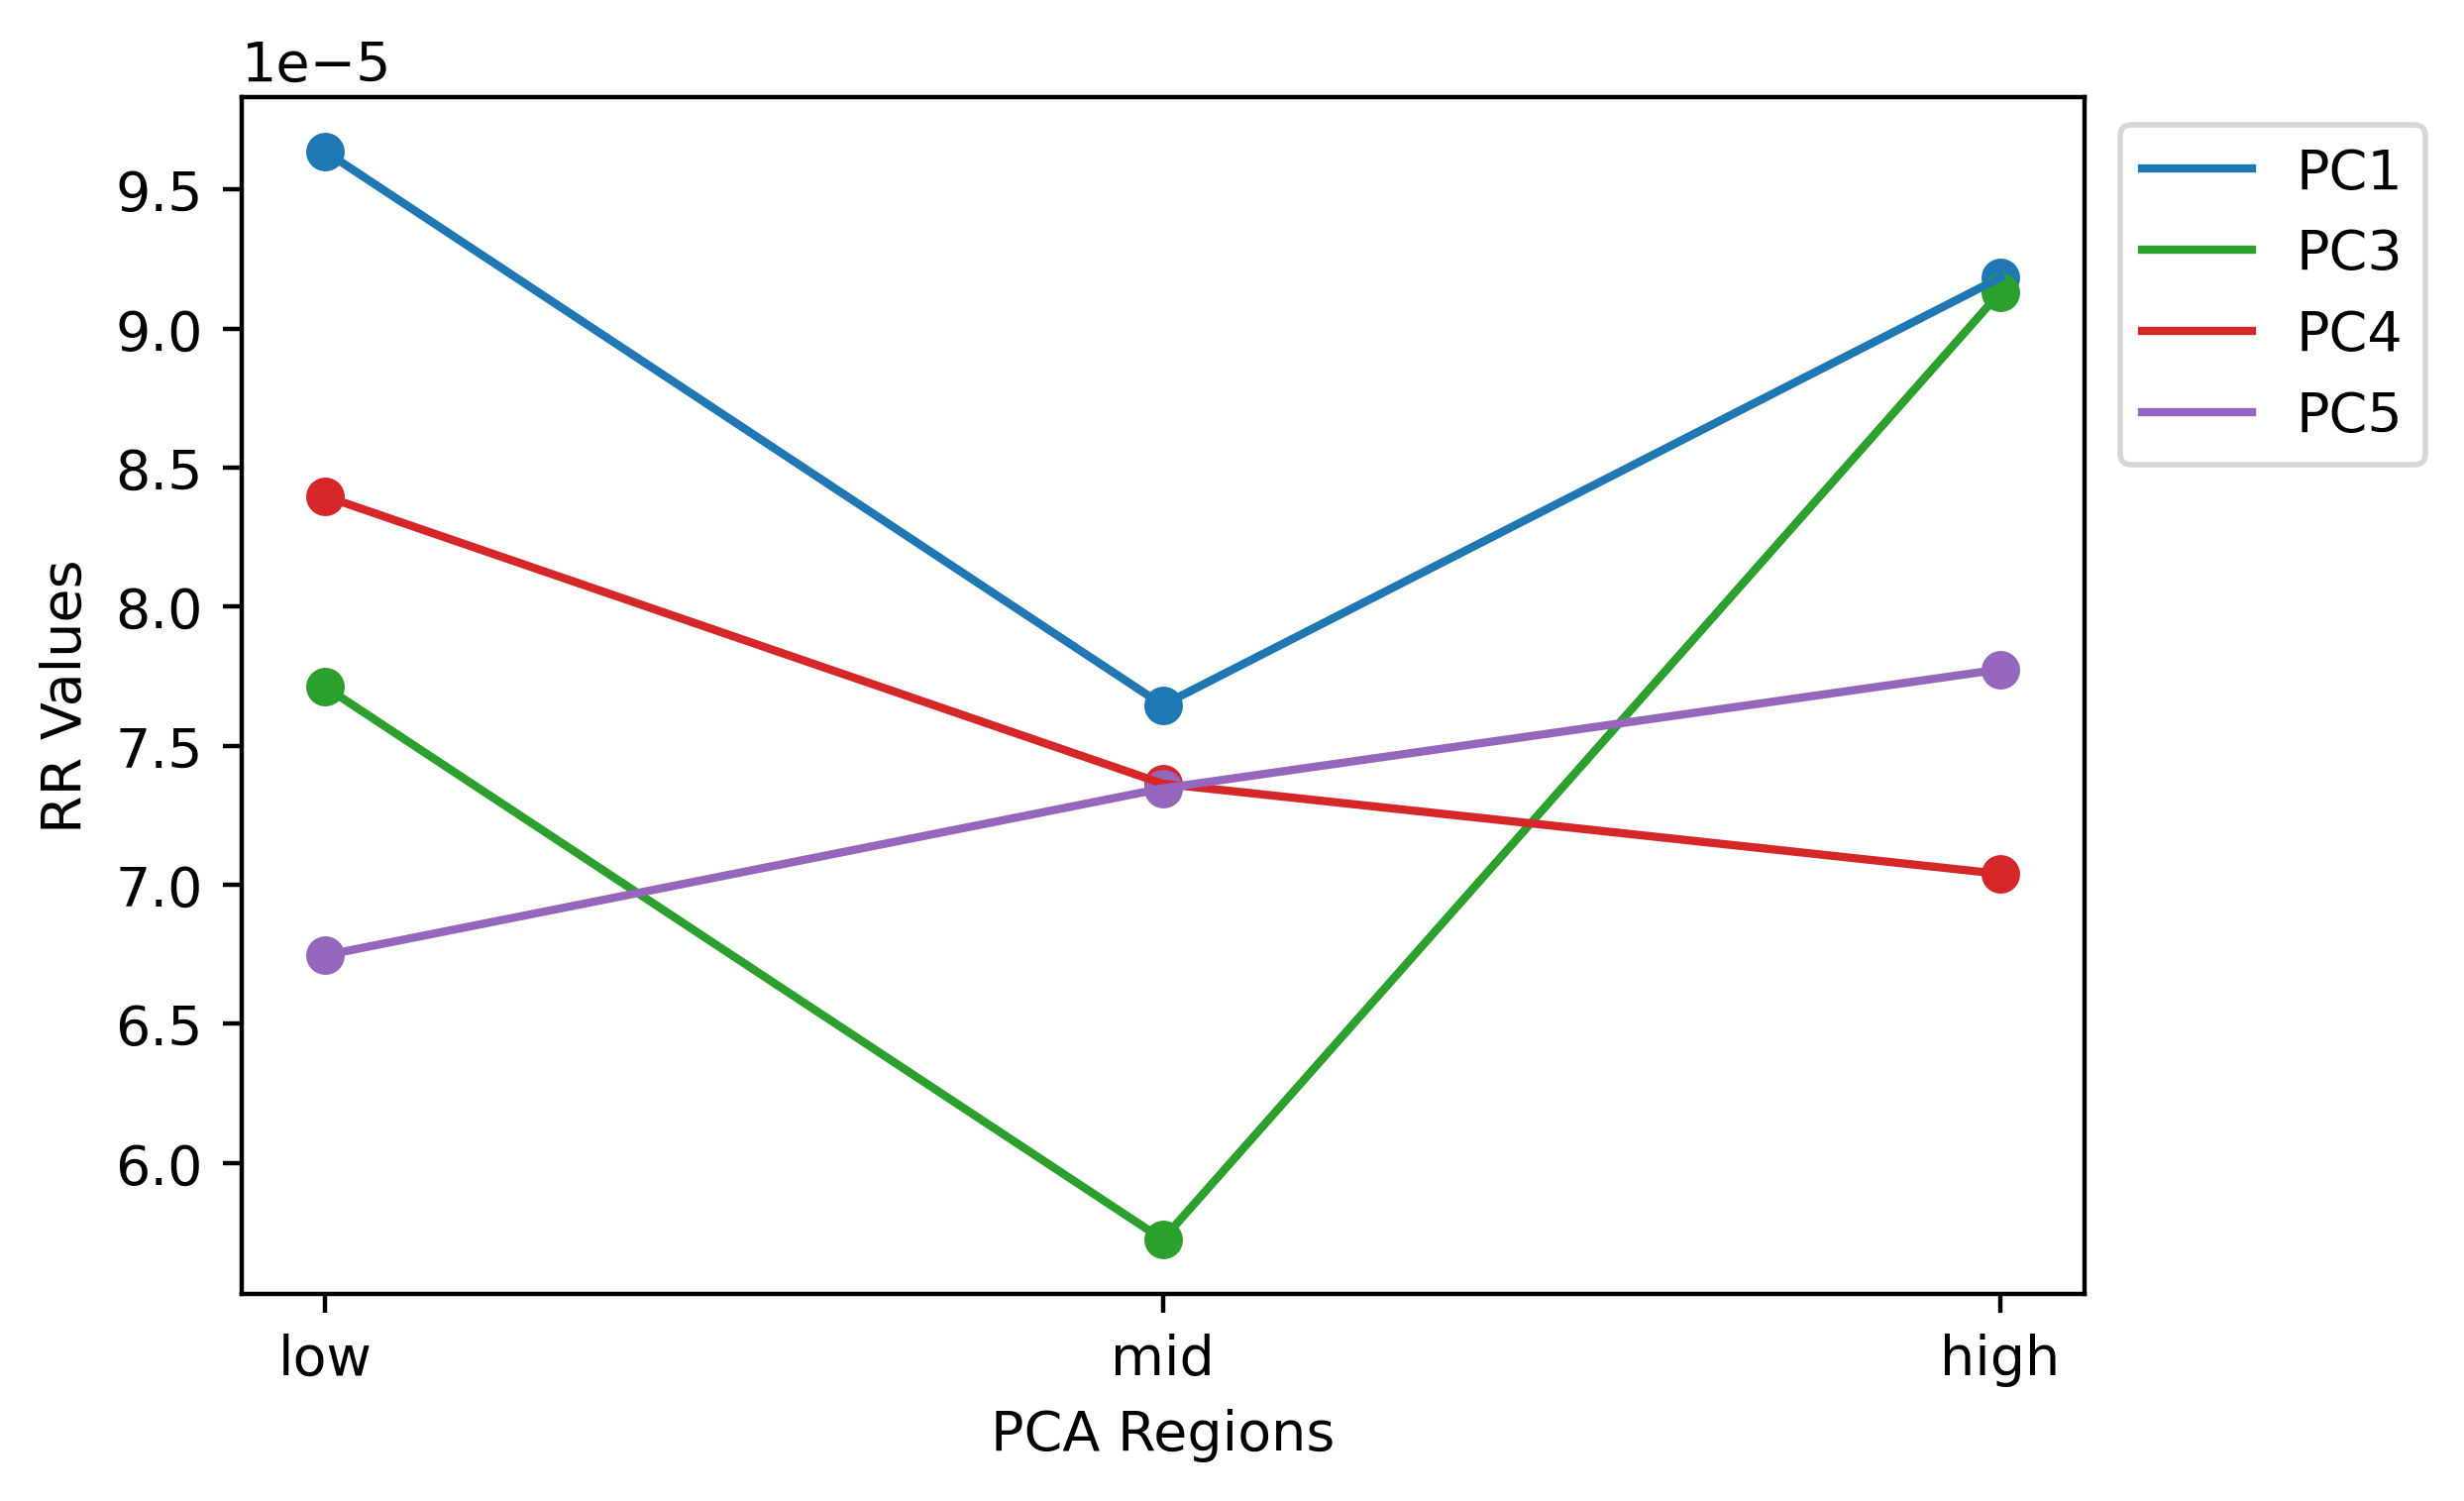 1e−5
9.5
9.0
8.5
8.0
7.5
7.0
6.5
6.0
RR Values
low mid high
PCA Regions
PC1
PC3
PC4
PC5